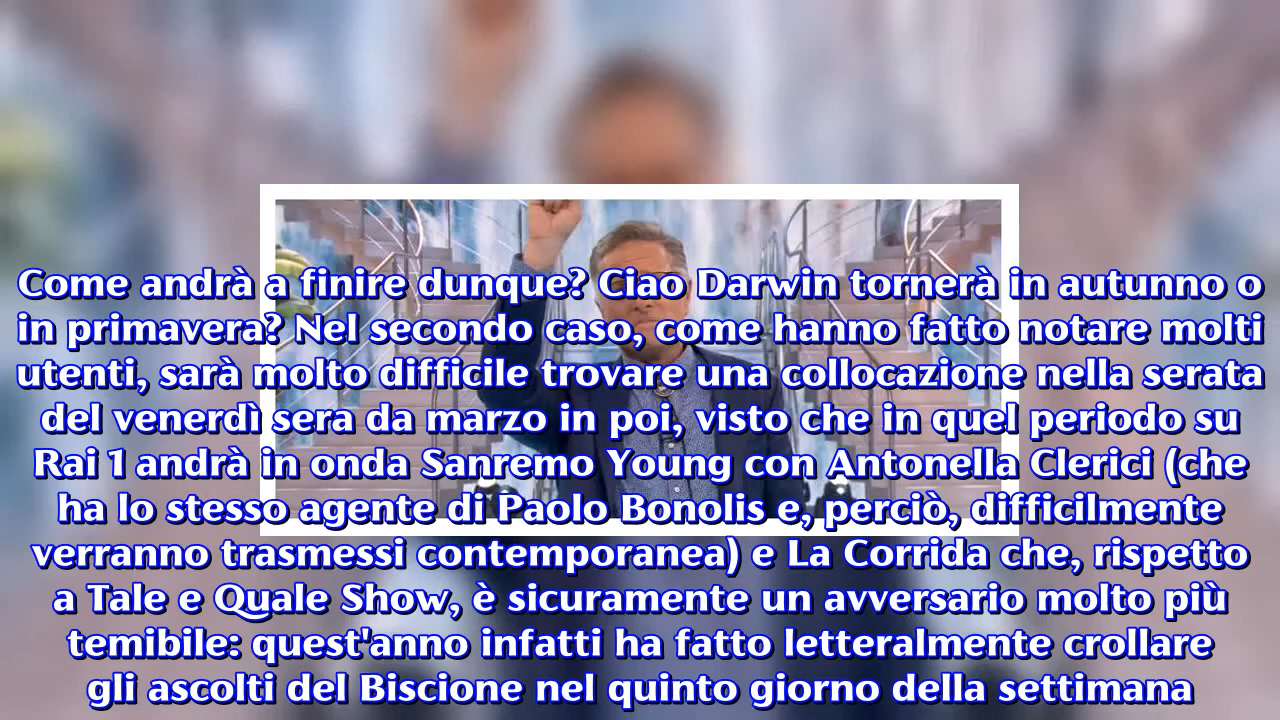 Come andrà a finire dunque? Ciao Darwin tornerà in autunno o
in primavera? Nel secondo caso, come hanno fatto notare molti
utenti, sarà molto difficile trovare una collocazione nella serata
del venerdì sera da marzo in poi, visto che in quel periodo su
Rai 1 andrà in onda Sanremo Young con Antonella Clerici (che
ha lo stesso agente di Paolo Bonolis e, perciò, difficilmente
verranno trasmessi contemporanea) e La Corrida che, rispetto
a Tale e Quale Show, è sicuramente un avversario molto più
temibile: quest'anno infatti ha fatto letteralmente crollare
gli ascolti del Biscione nel quinto giorno della settimana